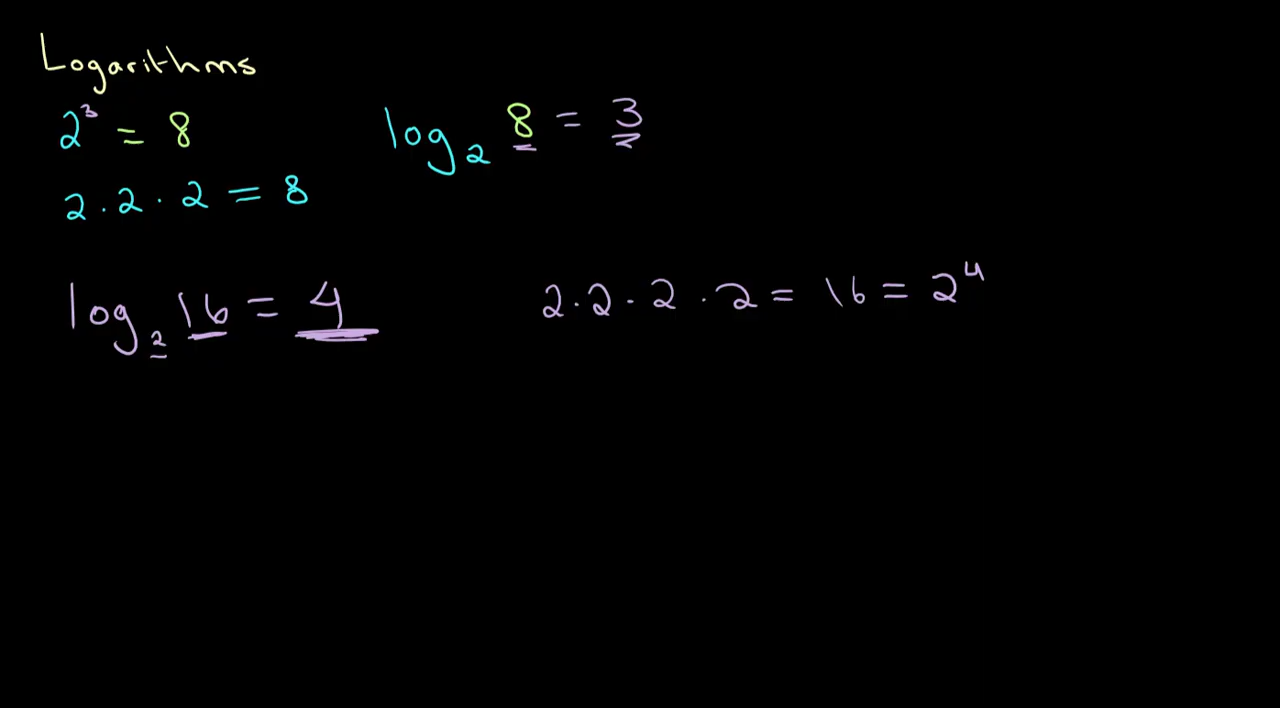 Logarithms
2³ = 8
log₂ 8 = 3
2 · 2 · 2 = 8
log₂ 16 = 4
2 · 2 · 2 · 2 = 16 = 2⁴